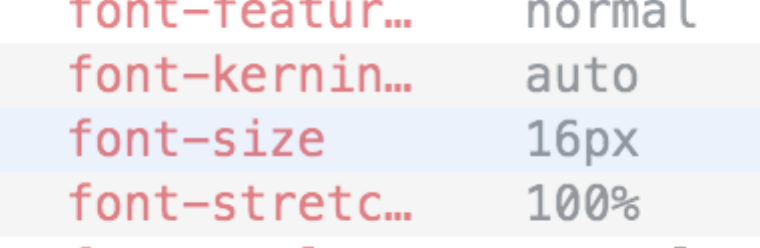 font-featur… normal
font-kernin… auto
font-size 16px
font-stretc… 100%